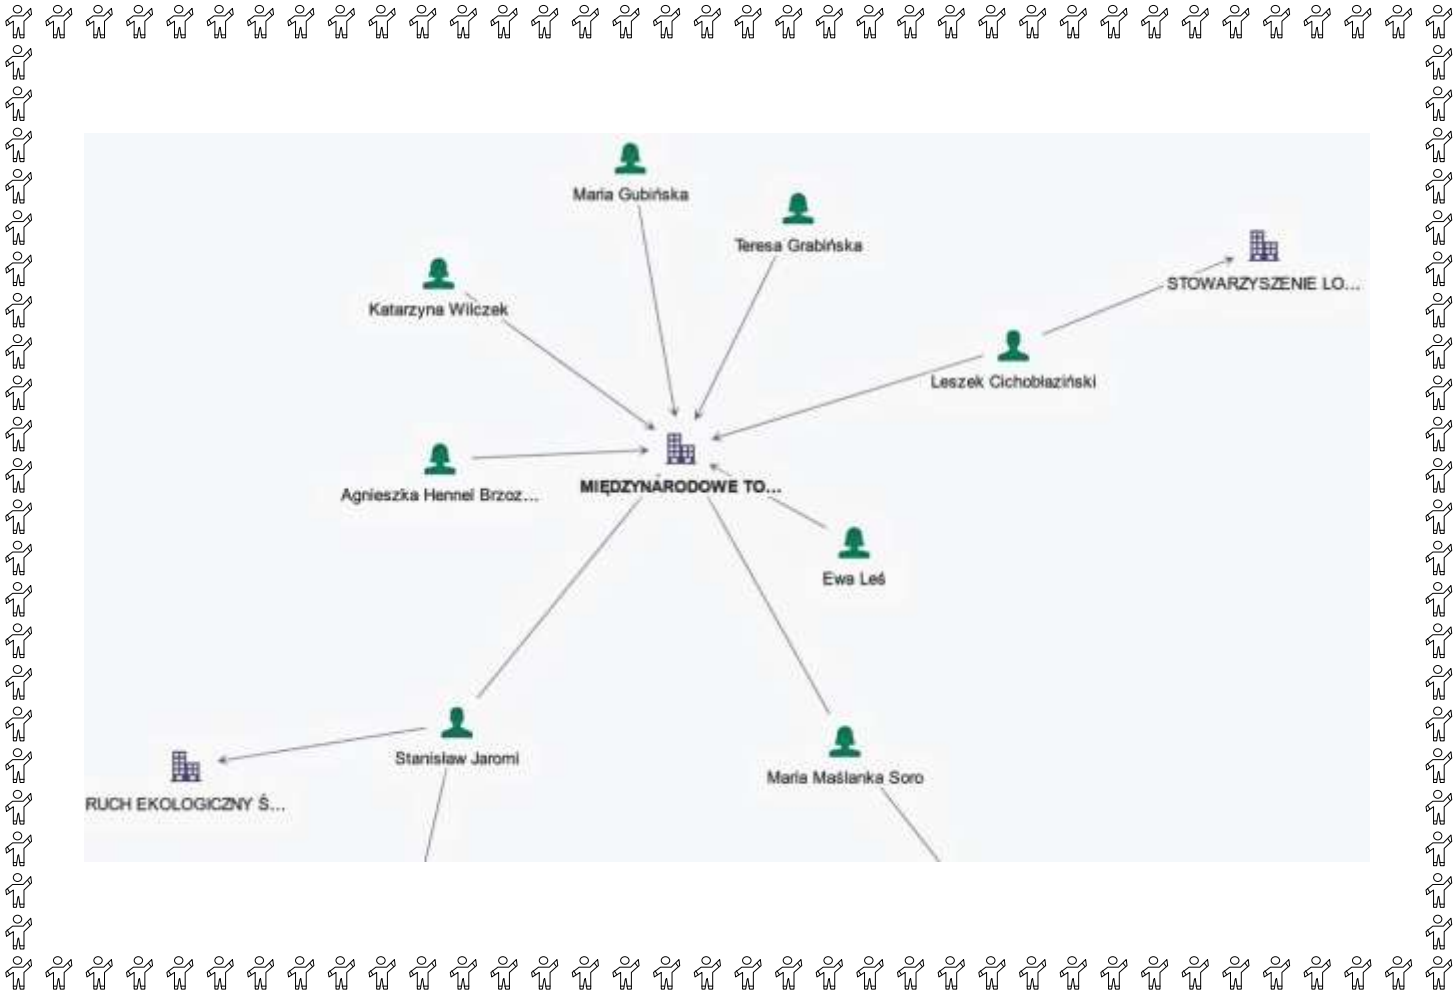 Maria Gubińska
Teresa Grabińska
STOWARZYSZENIE LO...
Katarzyna Wilczek
Leszek Cichobłaziński
Agnieszka Hennel Brzoz...
MIĘDZYNARODOWE TO...
Ewa Leś
Stanisław Jaromi
Maria Maślanka Soro
RUCH EKOLOGICZNY Ś...